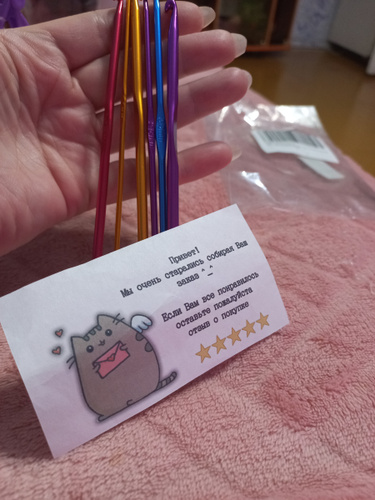 Привет!
Мы очень старались собирая Ваш
заказ ^_^
Если Вам все понравилось
оставьте пожалуйста
отзыв о покупке